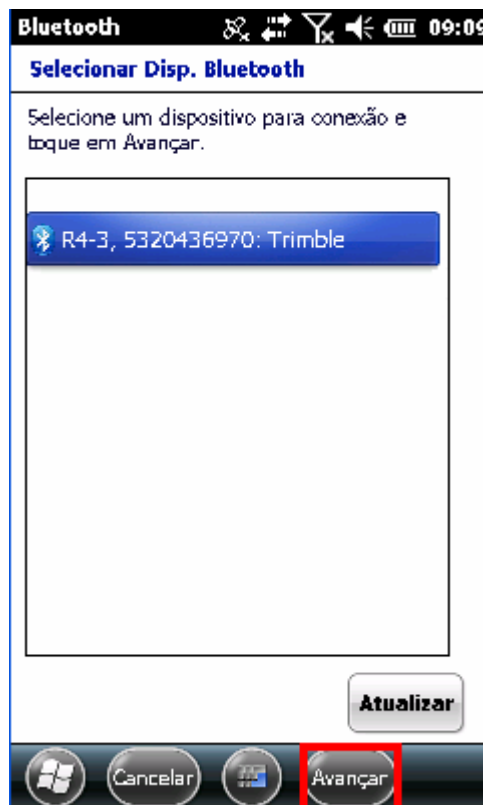 Bluetooth 09:09
Selecionar Disp. Bluetooth
Selecione um dispositivo para conexão e
toque em Avançar.
R4-3, 5320436970: Trimble
Atualizar
Cancelar Avançar